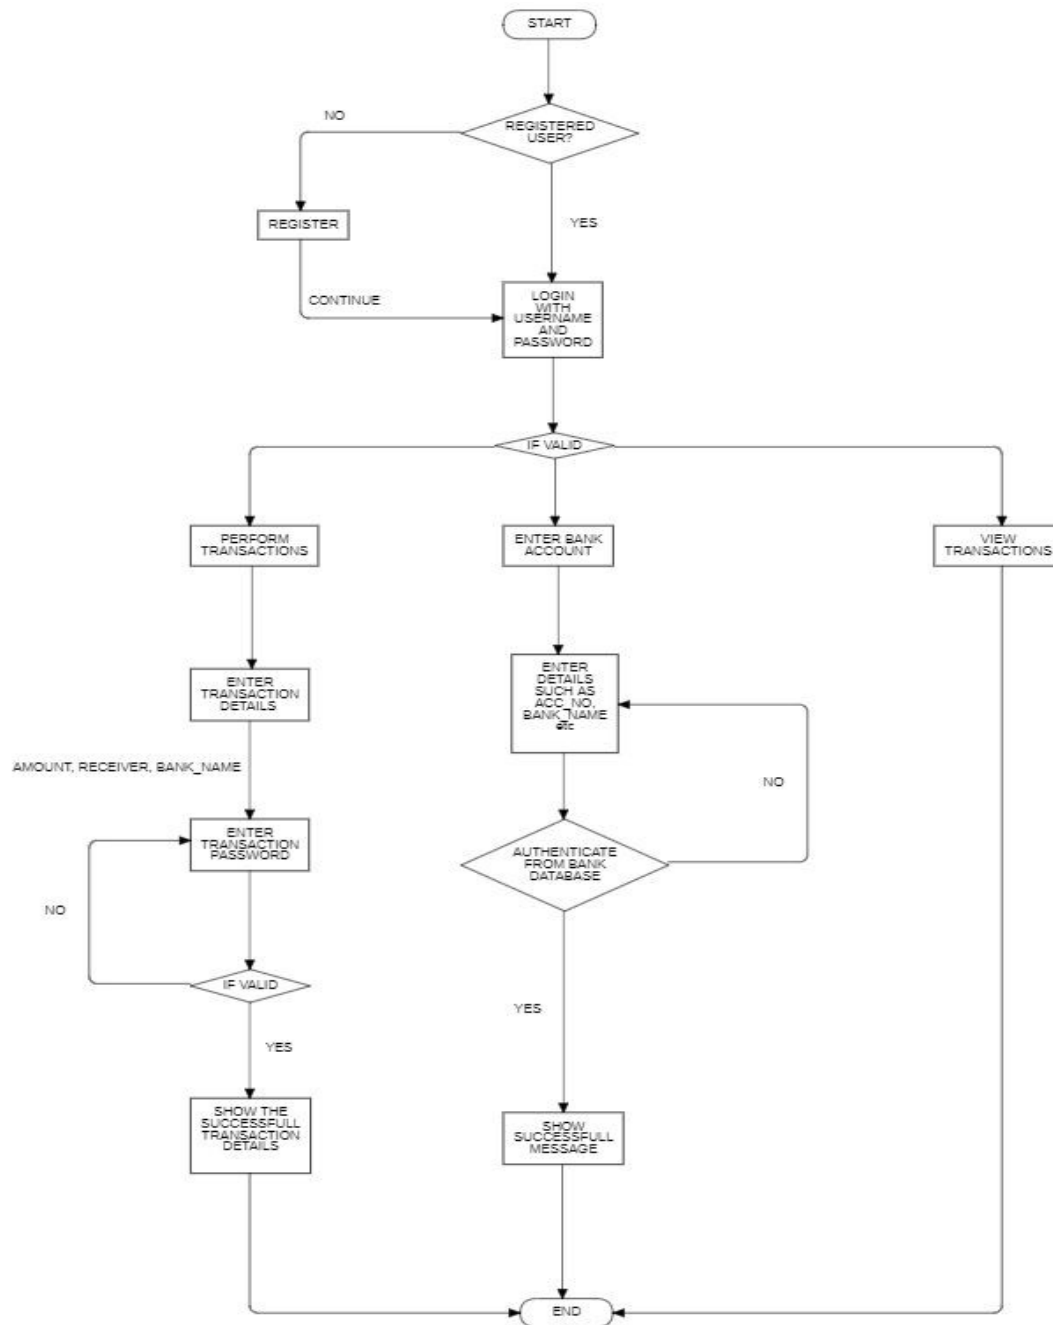 START
NO
REGISTERED
USER?
REGISTER
YES
CONTINUE
LOGIN
WITH
USERNAME
AND
PASSWORD
IF VALID
PERFORM
TRANSACTIONS
ENTER BANK
ACCOUNT
VIEW
TRANSACTIONS
ENTER
TRANSACTION
DETAILS
ENTER
DETAILS
SUCH AS
ACC_NO,
BANK_NAME
etc
AMOUNT, RECEIVER, BANK_NAME
NO
ENTER
TRANSACTION
PASSWORD
AUTHENTICATE
FROM BANK
DATABASE
NO
IF VALID
YES
YES
SHOW THE
SUCCESSFULL
TRANSACTION
DETAILS
SHOW
SUCCESSFULL
MESSAGE
END